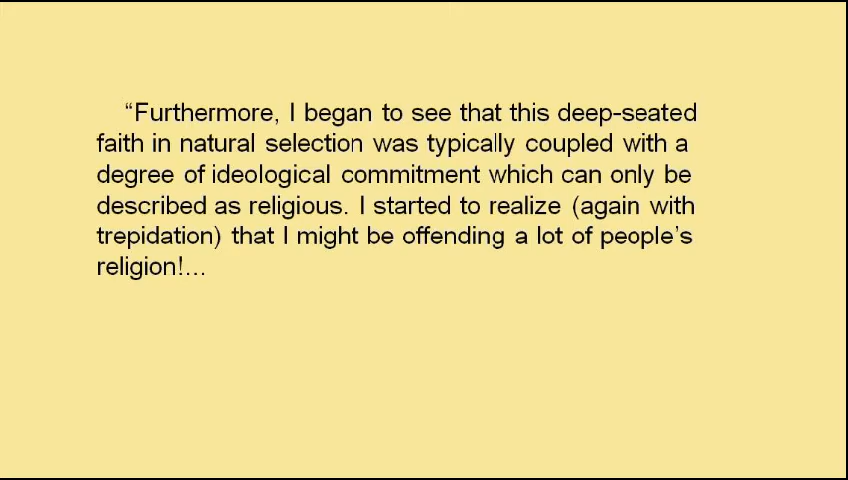 “Furthermore, I began to see that this deep-seated
faith in natural selection was typically coupled with a
degree of ideological commitment which can only be
described as religious. I started to realize (again with
trepidation) that I might be offending a lot of people’s
religion!...